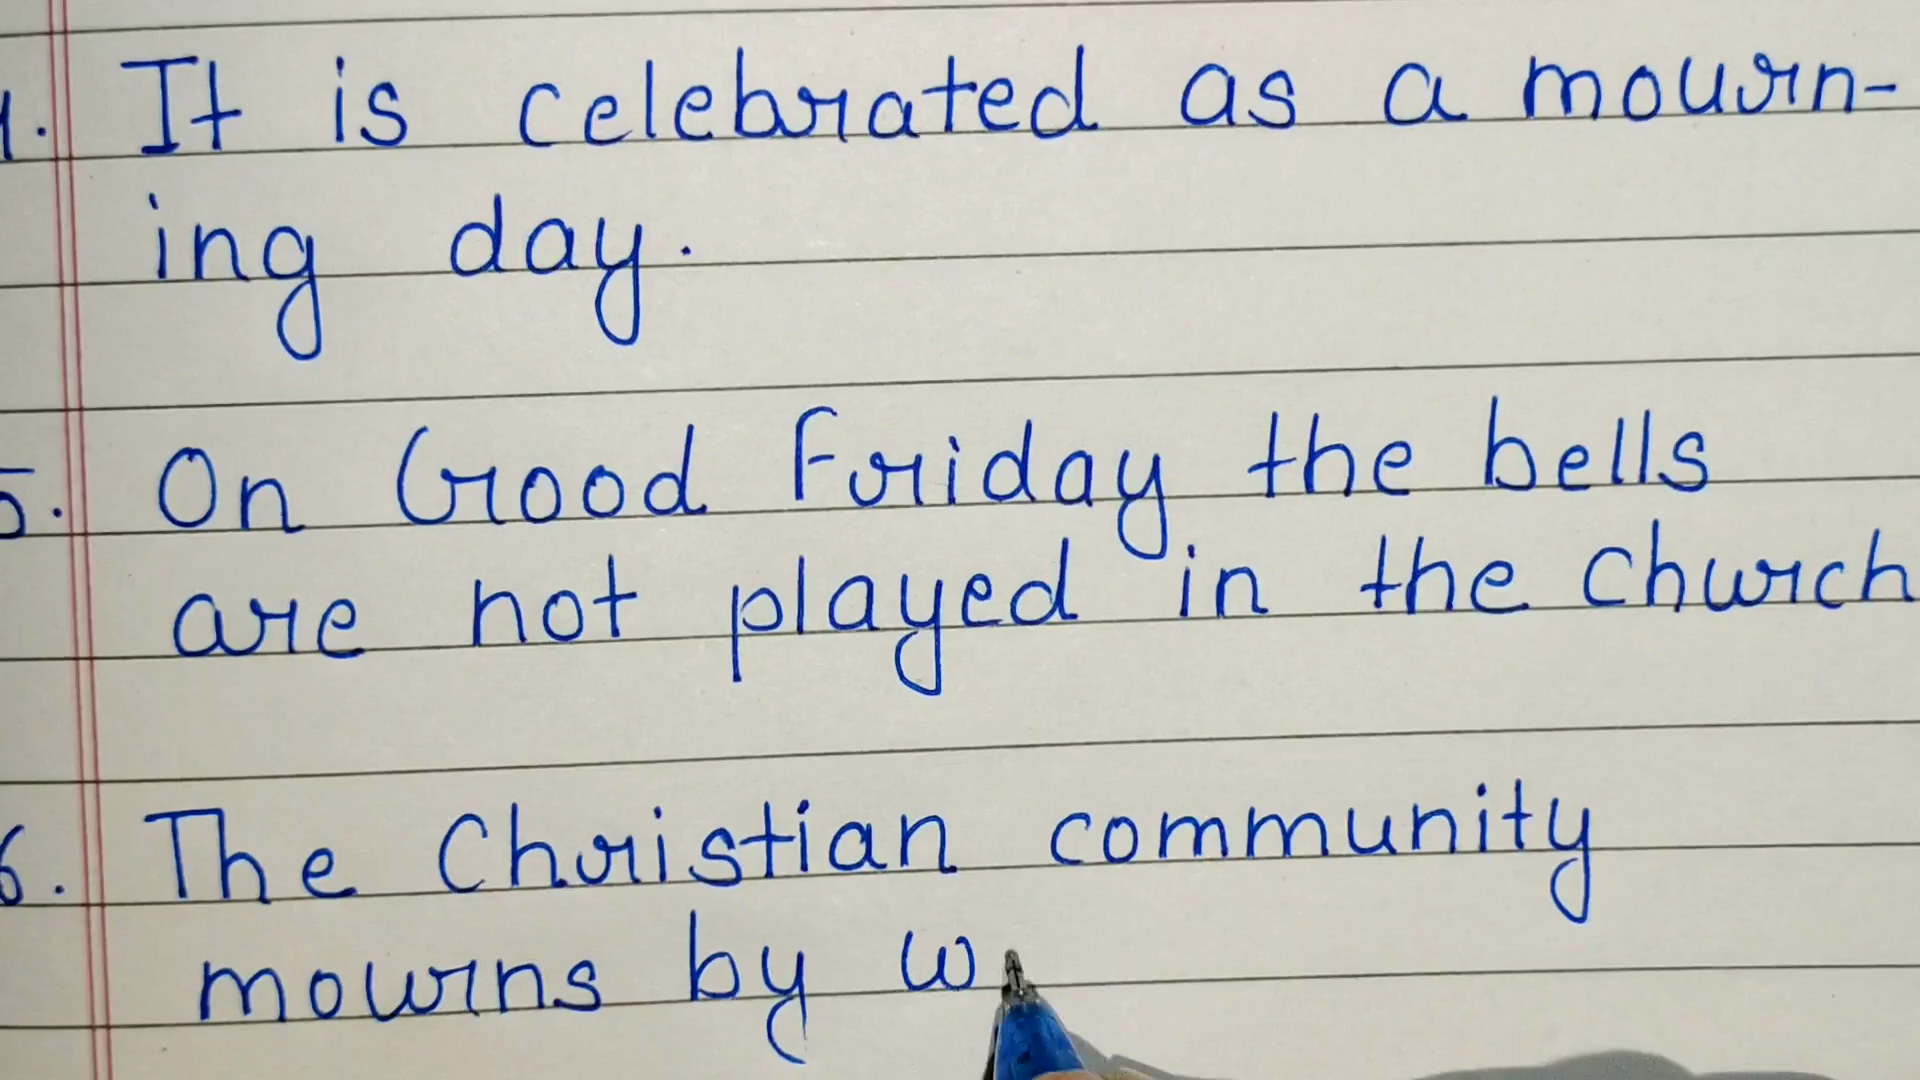 4. It is celebrated as a mourn-
ing day.
5. On Good Friday the bells
are not played in the church
6. The Christian community
mourns by w